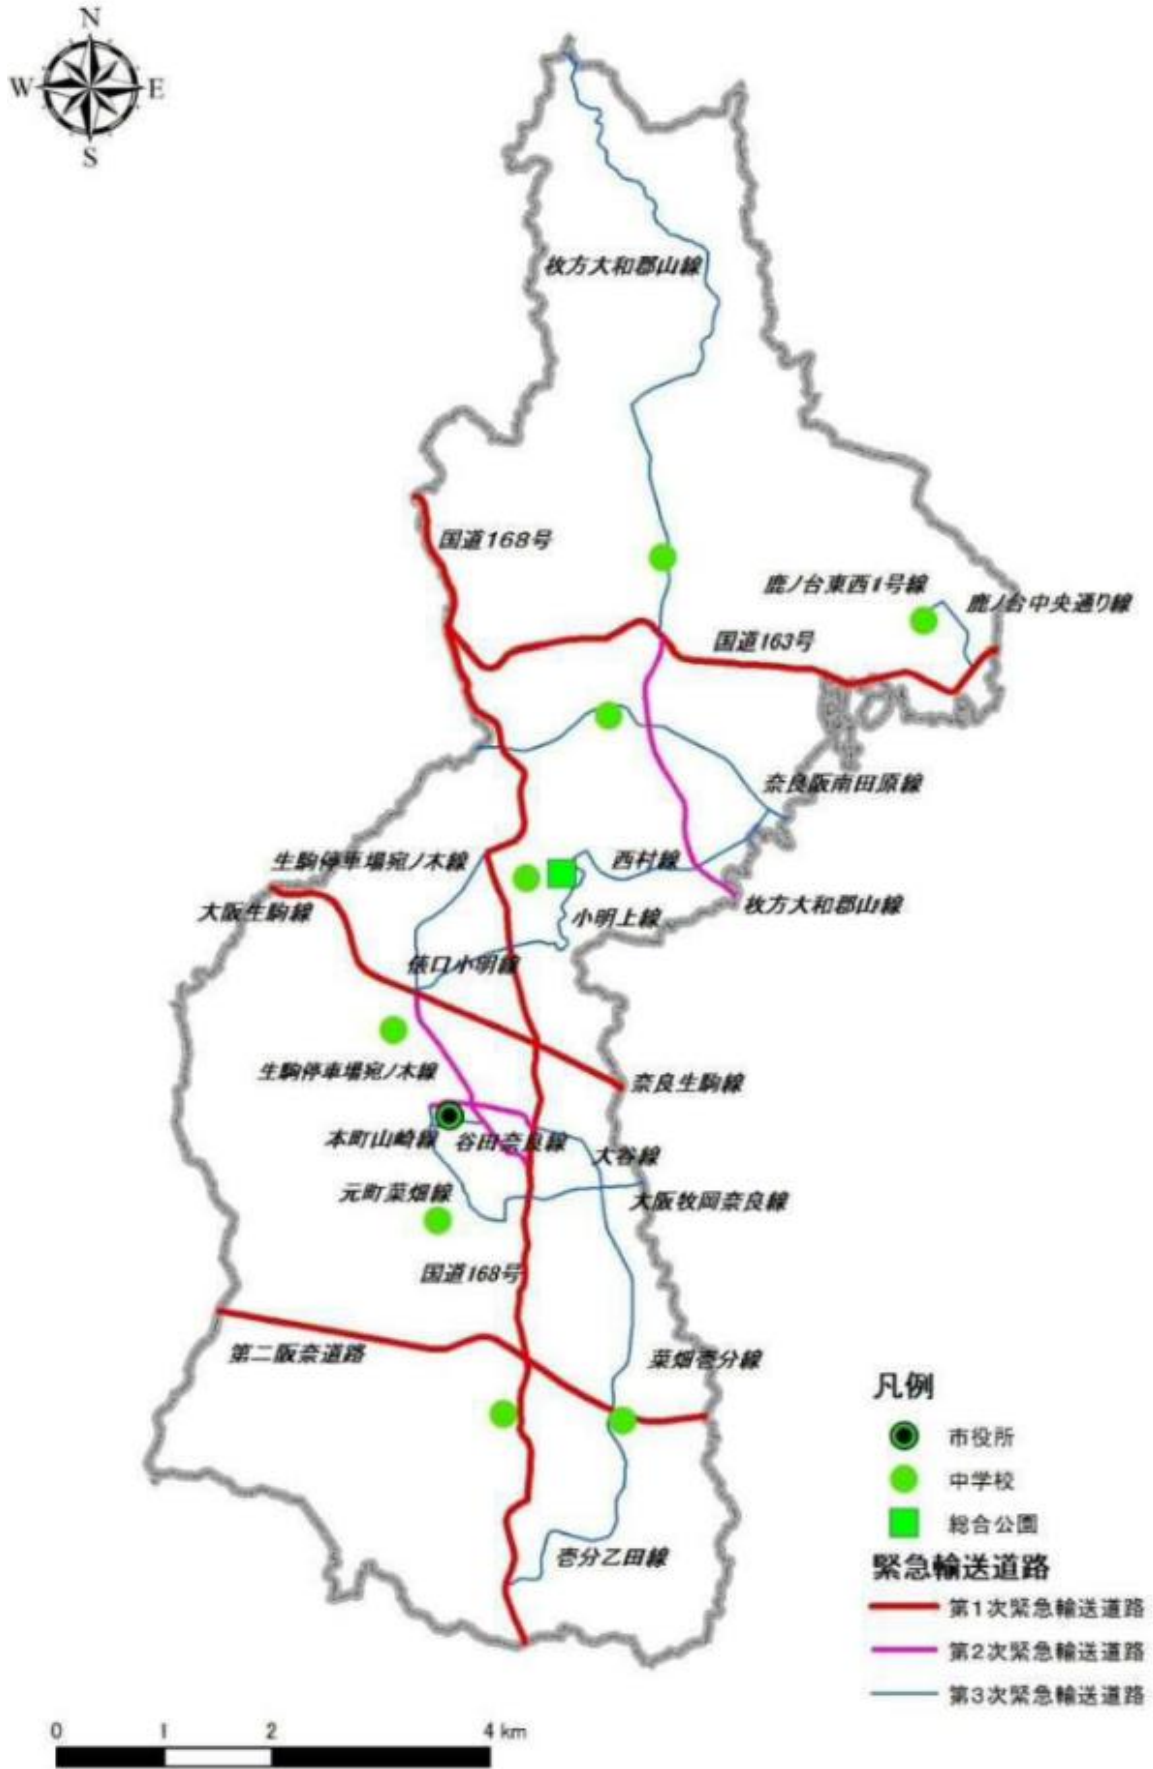 N
W E
S
枚方大和郡山線
国道168号
鹿ノ台東西1号線
鹿ノ台中央通り線
国道163号
奈良阪南田原線
生駒停車場宛ノ木線
西村線
大阪生駒線
小明上線
枚方大和郡山線
俵口小明線
生駒停車場宛ノ木線
奈良生駒線
本町山崎線
谷田奈良線
大谷線
元町菜畑線
大阪牧岡奈良線
国道168号
第二阪奈道路
菜畑壱分線
壱分乙田線
凡例
市役所
中学校
総合公園
緊急輸送道路
第1次緊急輸送道路
第2次緊急輸送道路
第3次緊急輸送道路
0 1 2 4 km